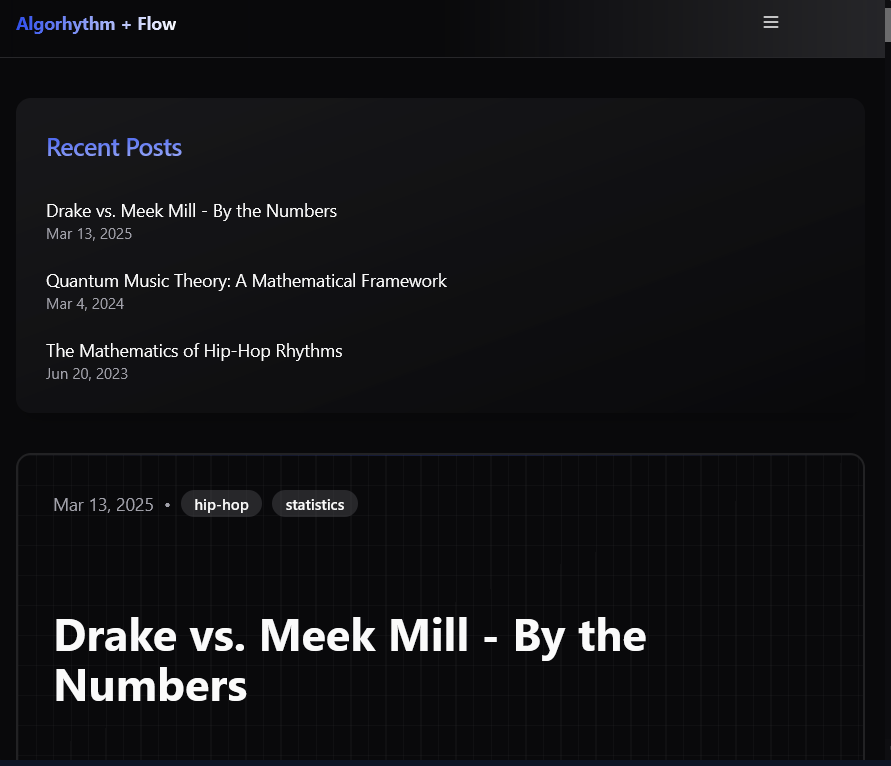 Algorhythm + Flow
Recent Posts
Drake vs. Meek Mill - By the Numbers
Mar 13, 2025
Quantum Music Theory: A Mathematical Framework
Mar 4, 2024
The Mathematics of Hip-Hop Rhythms
Jun 20, 2023
Mar 13, 2025 • hip-hop statistics
Drake vs. Meek Mill - By the
Numbers